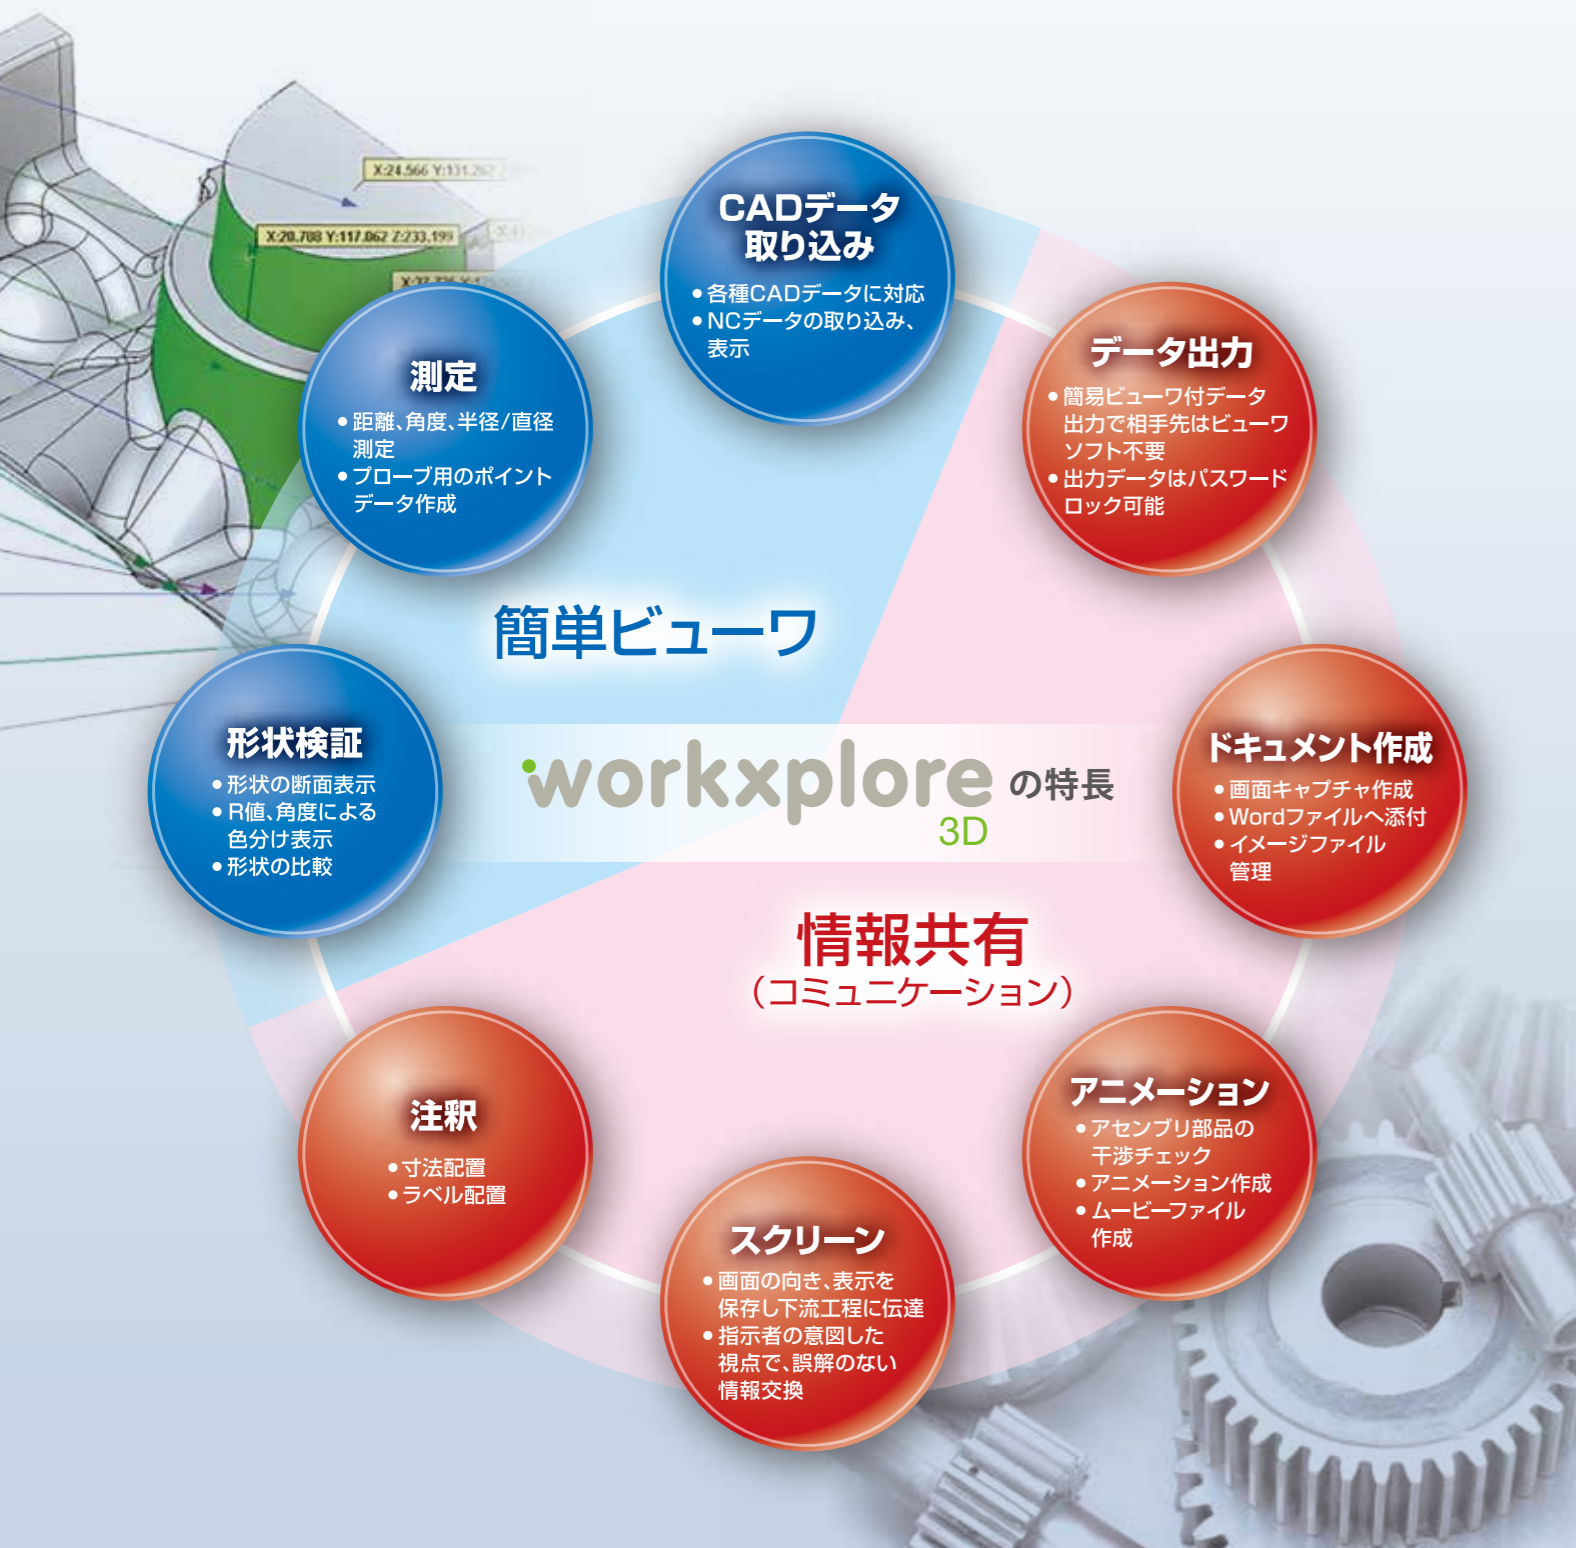 X:24.566 Y:131.262
X:20.708 Y:117.062 Z:233.199
CADデータ
取り込み
●各種CADデータに対応
●NCデータの取り込み、
表示
データ出力
●簡易ビューワ付データ
出力で相手先はビューワ
ソフト不要
●出力データはパスワード
ロック可能
測定
●距離、角度、半径/直径
測定
●プローブ用のポイント
データ作成
簡単ビューワ
形状検証
●形状の断面表示
●R値、角度による
色分け表示
●形状の比較
workxplore の特長
3D
ドキュメント作成
●画面キャプチャ作成
●Wordファイルへ添付
●イメージファイル
管理
情報共有
（コミュニケーション）
注釈
●寸法配置
●ラベル配置
アニメーション
●アセンブリ部品の
干渉チェック
●アニメーション作成
●ムービーファイル
作成
スクリーン
●画面の向き、表示を
保存し下流工程に伝達
●指示者の意図した
視点で、誤解のない
情報交換